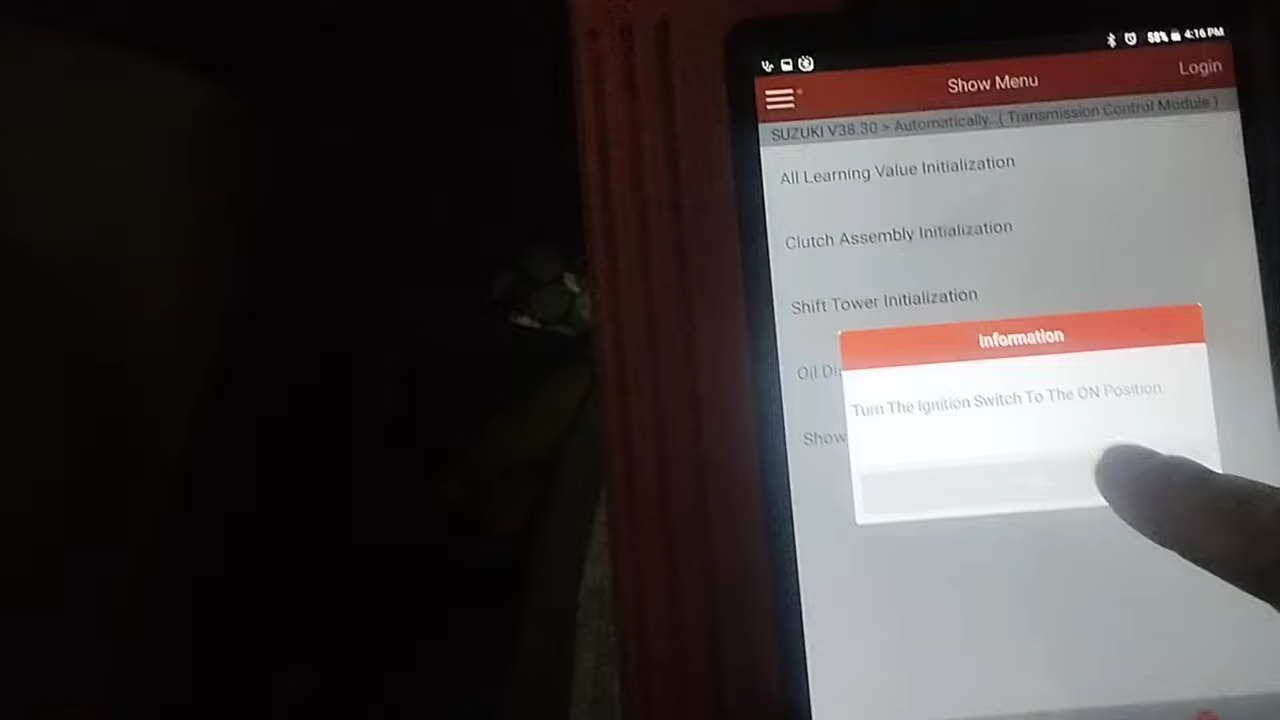 58% 4:16 PM
Show Menu
Login
SUZUKI V38.30 > Automatically...( Transmission Control Module )
All Learning Value Initialization
Clutch Assembly Initialization
Shift Tower Initialization
Oil
Show
Information
Turn The Ignition Switch To The ON Position.